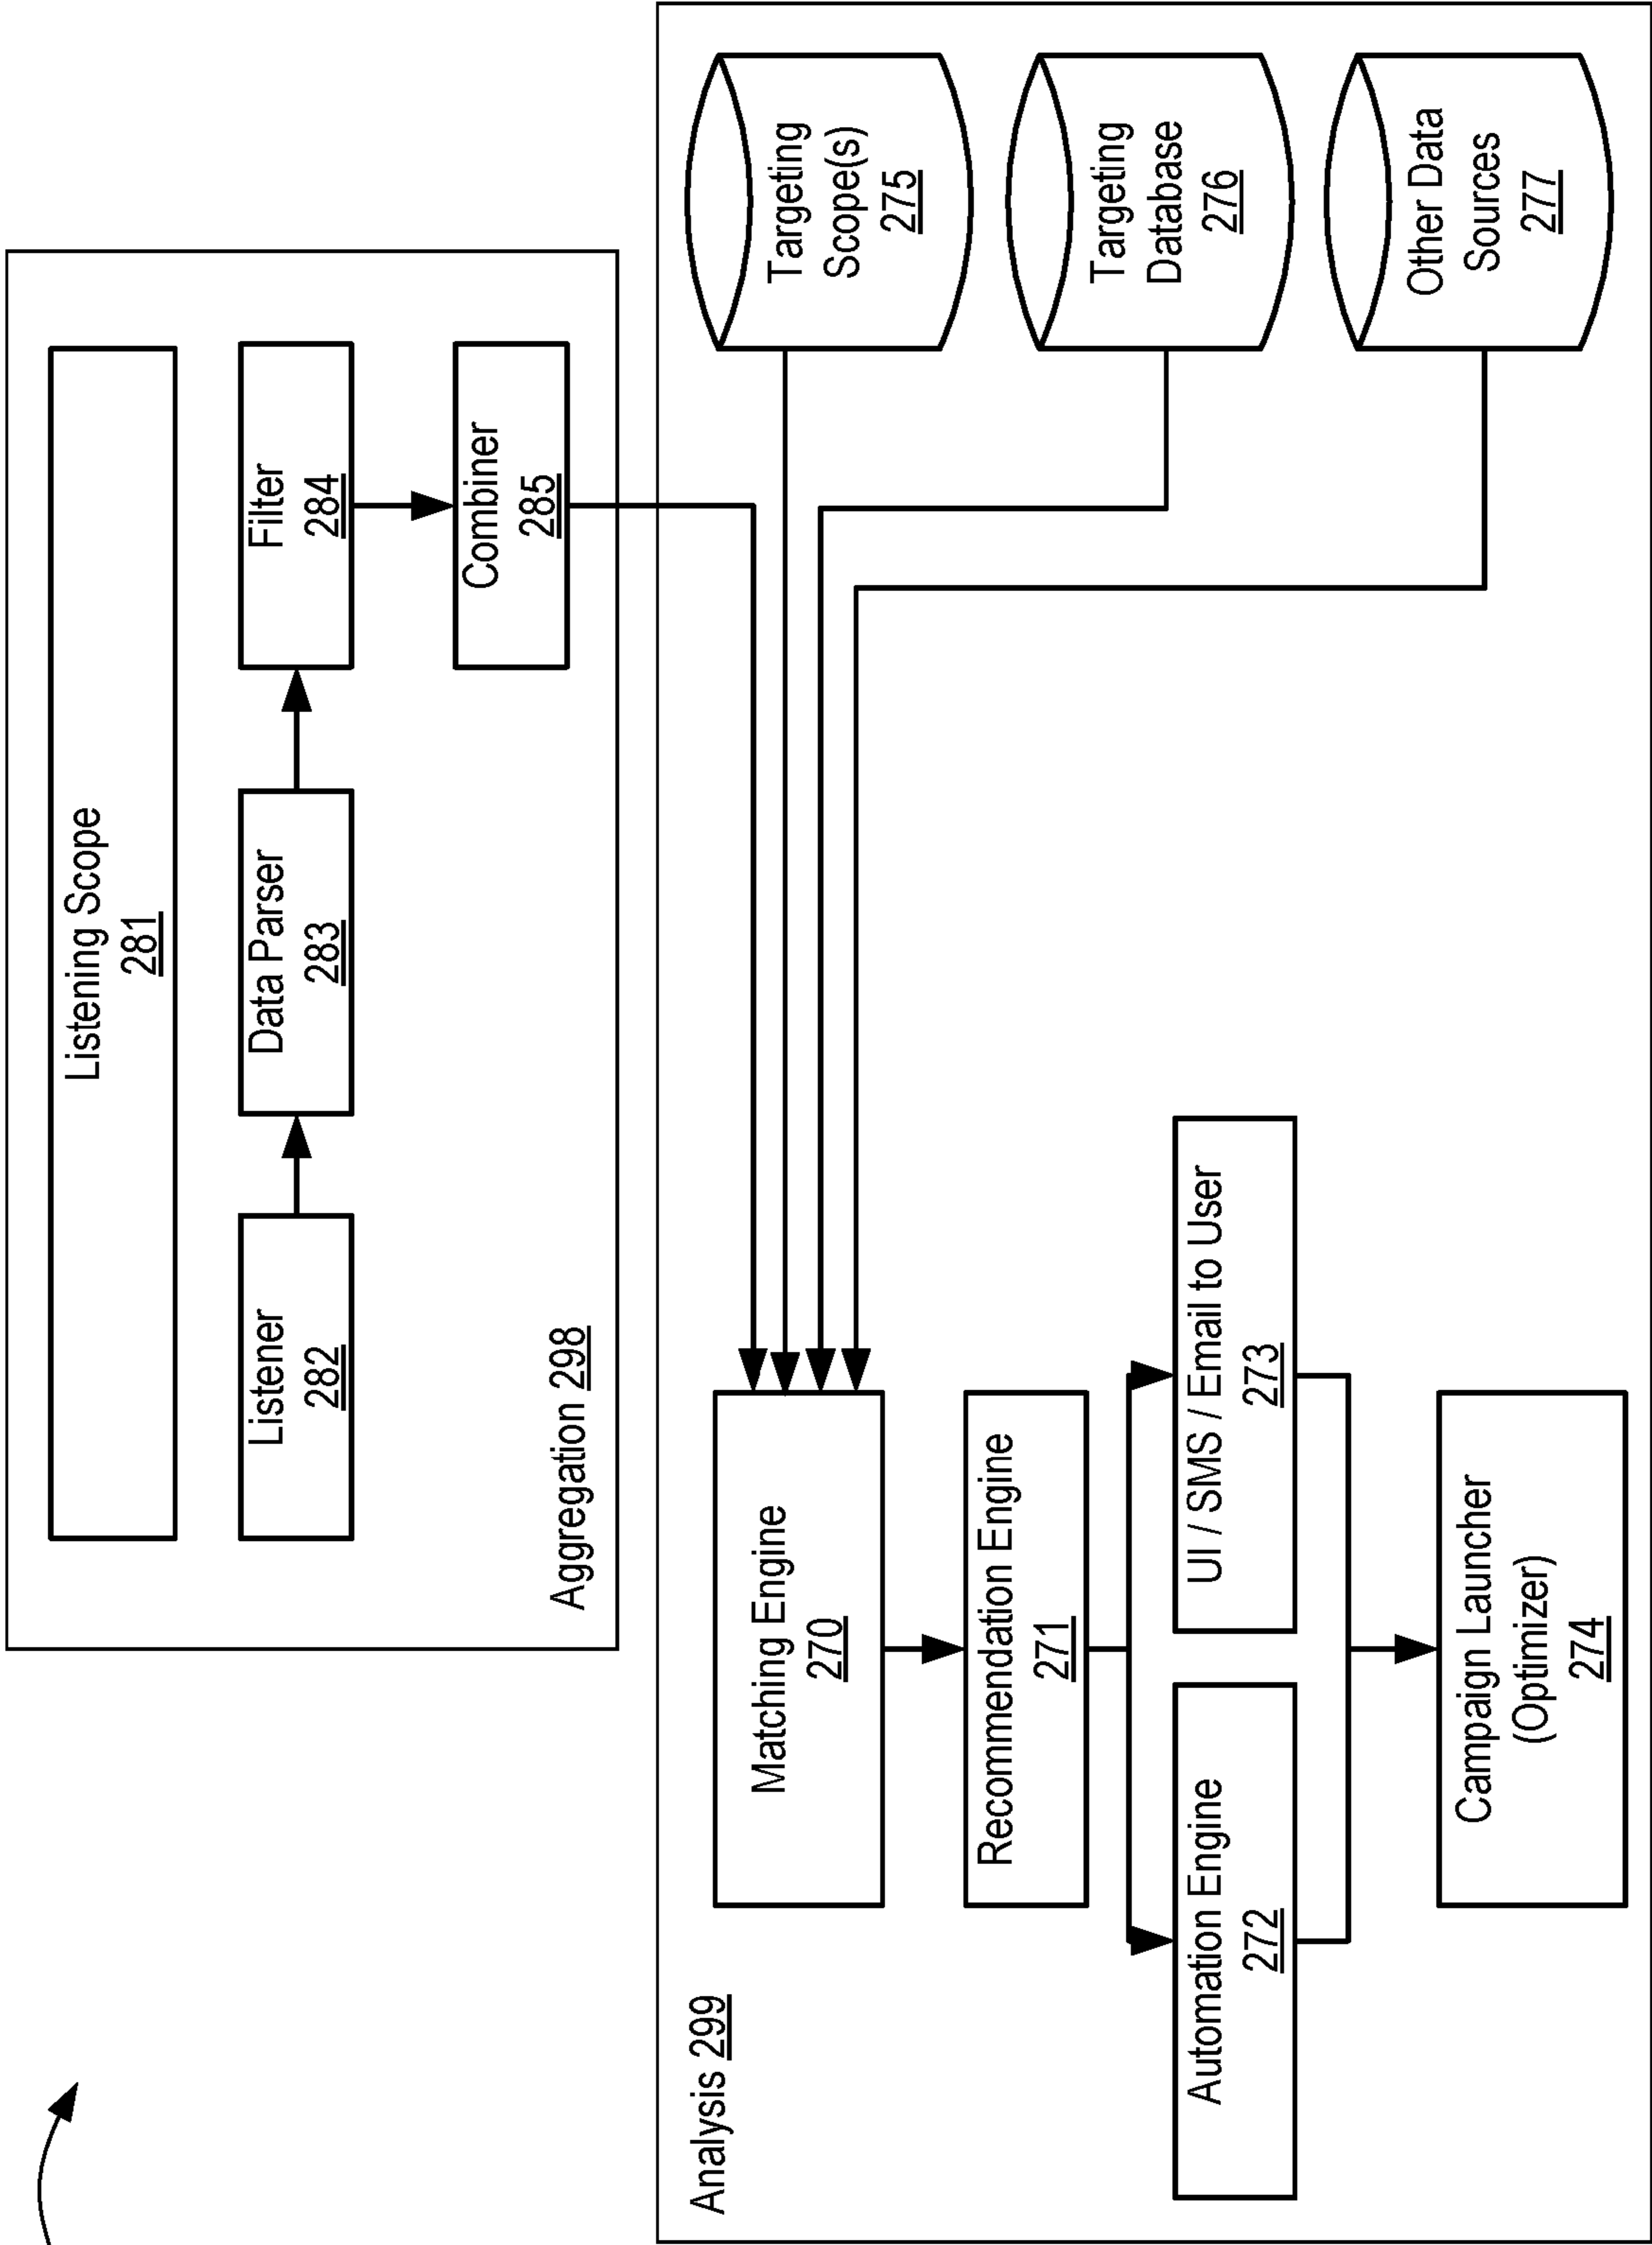 Listening Scope
281
Listener
282
Data Parser
283
Filter
284
Combiner
285
Aggregation 298
Analysis 299
Matching Engine
270
Targeting
Scope(s)
275
Recommendation Engine
271
Targeting
Database
276
Automation Engine
272
UI / SMS / Email to User
273
Other Data
Sources
277
Campaign Launcher
(Optimizer)
274